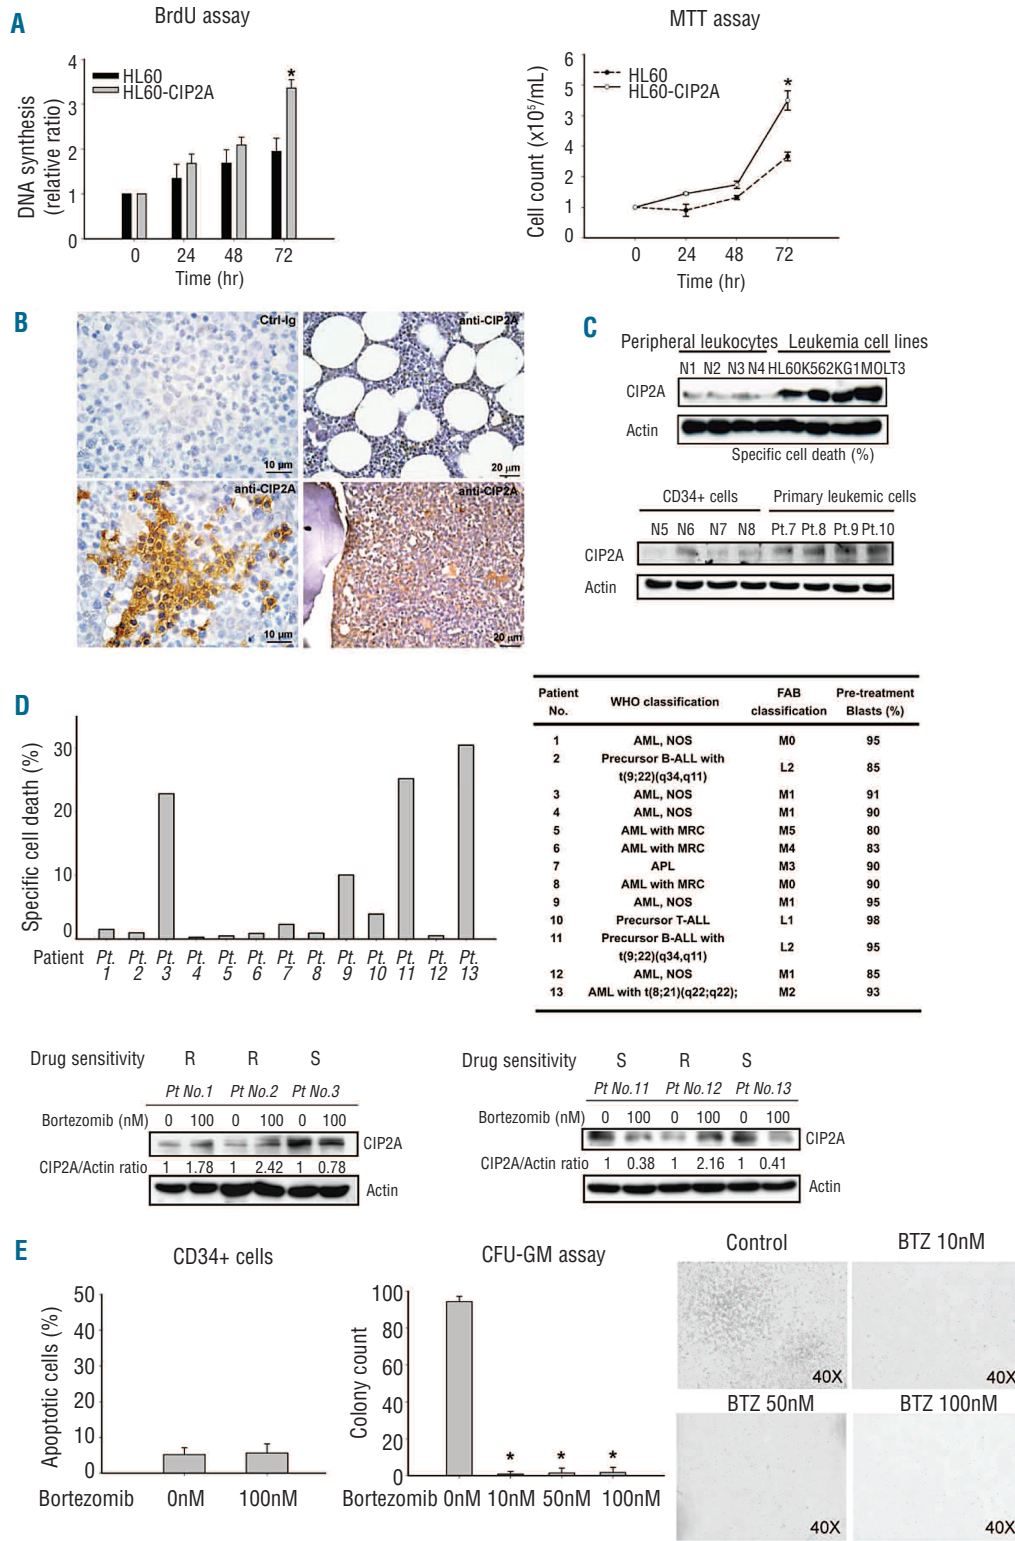 A
BrdU assay
4
3
2
1
0
HL60
HL60-CIP2A
*
DNA synthesis
(relative ratio)
0 24 48 72
Time (hr)
MTT assay
6
5
3
4
2
1
0
HL60
HL60-CIP2A
*
Cell count (x10⁵/mL)
0 24 48 72
Time (hr)
B
Ctrl-Ig
10 µm
anti-CIP2A
20 µm
anti-CIP2A
10 µm
anti-CIP2A
20 µm
C
Peripheral leukocytes Leukemia cell lines
N1 N2 N3 N4 HL60 K562 KG1 MOLT3
CIP2A
Actin
Specific cell death (%)
CD34+ cells Primary leukemic cells
N5 N6 N7 N8 Pt.7 Pt.8 Pt.9 Pt.10
CIP2A
Actin
D
Specific cell death (%)
30
20
10
0
Patient Pt. 1 Pt. 2 Pt. 3 Pt. 4 Pt. 5 Pt. 6 Pt. 7 Pt. 8 Pt. 9 Pt. 10 Pt. 11 Pt. 12 Pt. 13
Patient No. WHO classification FAB classification Pre-treatment Blasts (%)
1 AML, NOS M0 95
2 Precursor B-ALL with t(9;22)(q34,q11) L2 85
3 AML, NOS M1 91
4 AML, NOS M1 90
5 AML with MRC M5 80
6 AML with MRC M4 83
7 APL M3 90
8 AML with MRC M0 90
9 AML, NOS M1 95
10 Precursor T-ALL L1 98
11 Precursor B-ALL with t(9;22)(q34,q11) L2 95
12 AML, NOS M1 85
13 AML with t(8;21)(q22;q22); M2 93
Drug sensitivity R R S
Pt No.1 Pt No.2 Pt No.3
Bortezomib (nM) 0 100 0 100 0 100
CIP2A
CIP2A/Actin ratio 1 1.78 1 2.42 1 0.78
Actin
Drug sensitivity S R S
Pt No.11 Pt No.12 Pt No.13
Bortezomib (nM) 0 100 0 100 0 100
CIP2A
CIP2A/Actin ratio 1 0.38 1 2.16 1 0.41
Actin
E
CD34+ cells
Apoptotic cells (%)
50
40
30
20
10
0
Bortezomib 0nM 100nM
CFU-GM assay
Colony count
100
80
60
40
20
0
* * *
Bortezomib 0nM 10nM 50nM 100nM
Control BTZ 10nM
40X 40X
BTZ 50nM BTZ 100nM
40X 40X